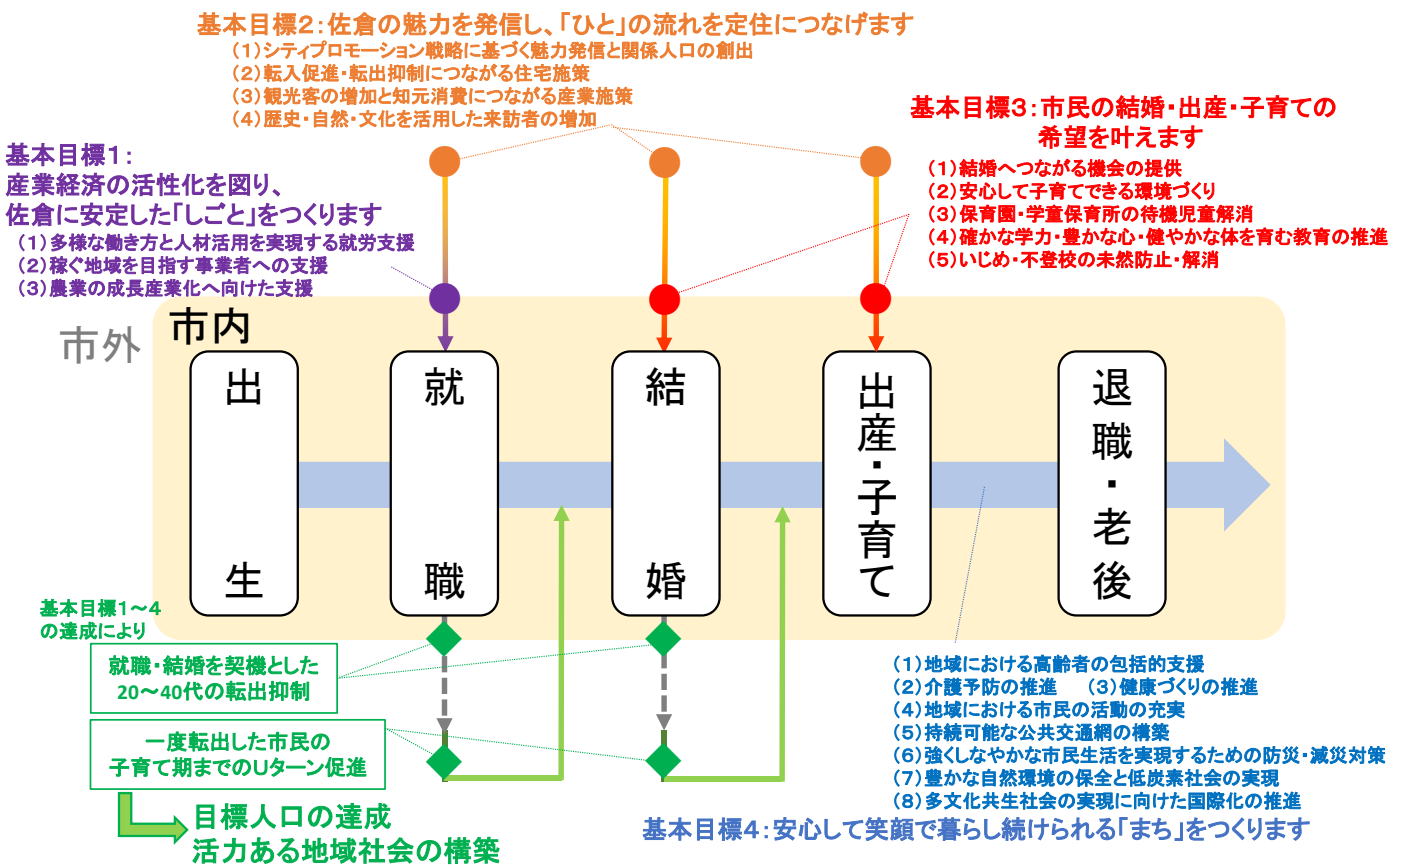 基本目標2：佐倉の魅力を発信し、「ひと」の流れを定住につなげます
（1）シティプロモーション戦略に基づく魅力発信と関係人口の創出
（2）転入促進・転出抑制につながる住宅施策
（3）観光客の増加と知元消費につながる産業施策
（4）歴史・自然・文化を活用した来訪者の増加
基本目標3：市民の結婚・出産・子育ての
希望を叶えます
（1）結婚へつながる機会の提供
（2）安心して子育てできる環境づくり
（3）保育園・学童保育所の待機児童解消
（4）確かな学力・豊かな心・健やかな体を育む教育の推進
（5）いじめ・不登校の未然防止・解消
基本目標1：
産業経済の活性化を図り、
佐倉に安定した「しごと」をつくります
（1）多様な働き方と人材活用を実現する就労支援
（2）稼ぐ地域を目指す事業者への支援
（3）農業の成長産業化へ向けた支援
市外
市内
出生
就職
結婚
出産・子育て
退職・老後
基本目標1～4
の達成により
就職・結婚を契機とした
20～40代の転出抑制
一度転出した市民の
子育て期までのUターン促進
目標人口の達成
活力ある地域社会の構築
（1）地域における高齢者の包括的支援
（2）介護予防の推進　（3）健康づくりの推進
（4）地域における市民の活動の充実
（5）持続可能な公共交通網の構築
（6）強くしなやかな市民生活を実現するための防災・減災対策
（7）豊かな自然環境の保全と低炭素社会の実現
（8）多文化共生社会の実現に向けた国際化の推進
基本目標4：安心して笑顔で暮らし続けられる「まち」をつくります